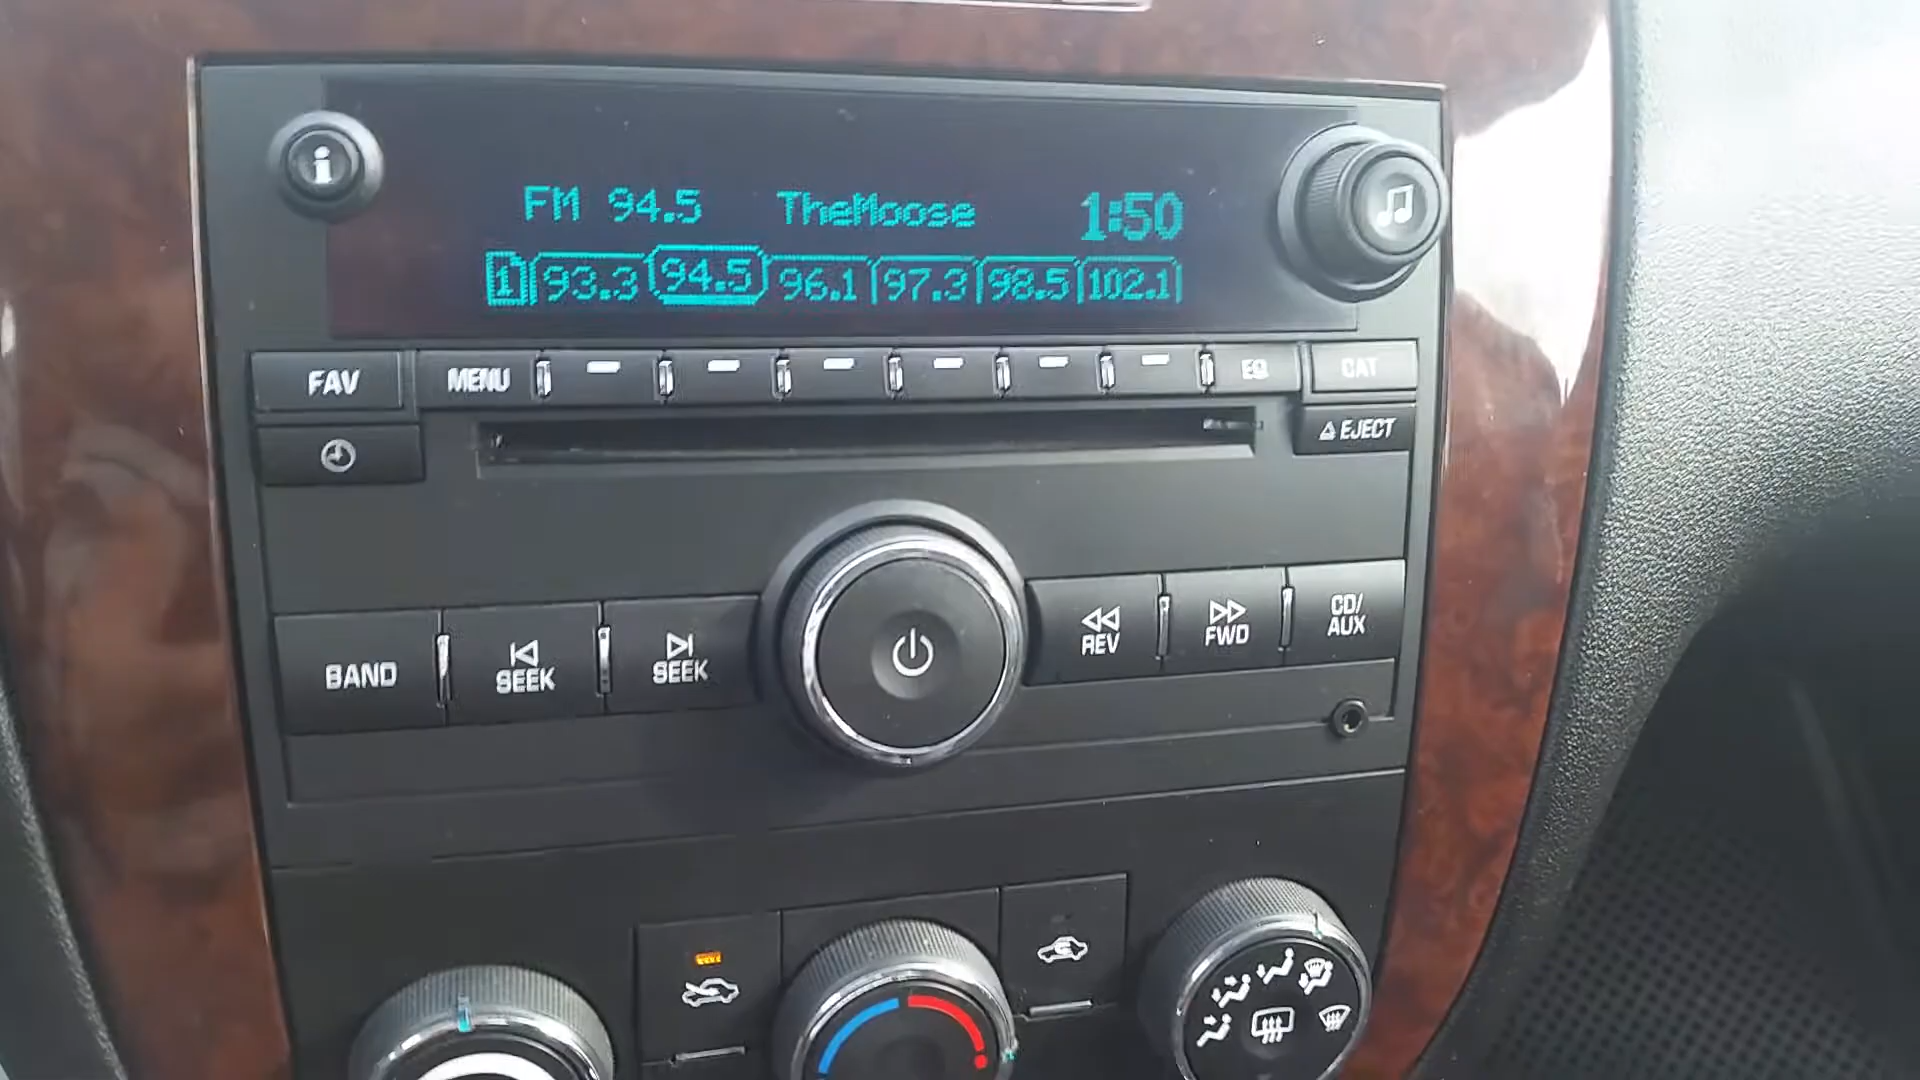 i
FM 94.5 TheMoose 1:50
1 93.3 94.5 96.1 97.3 98.5 102.1
FAV MENU EQ CAT
EJECT
BAND SEEK SEEK REV FWD CD/
AUX